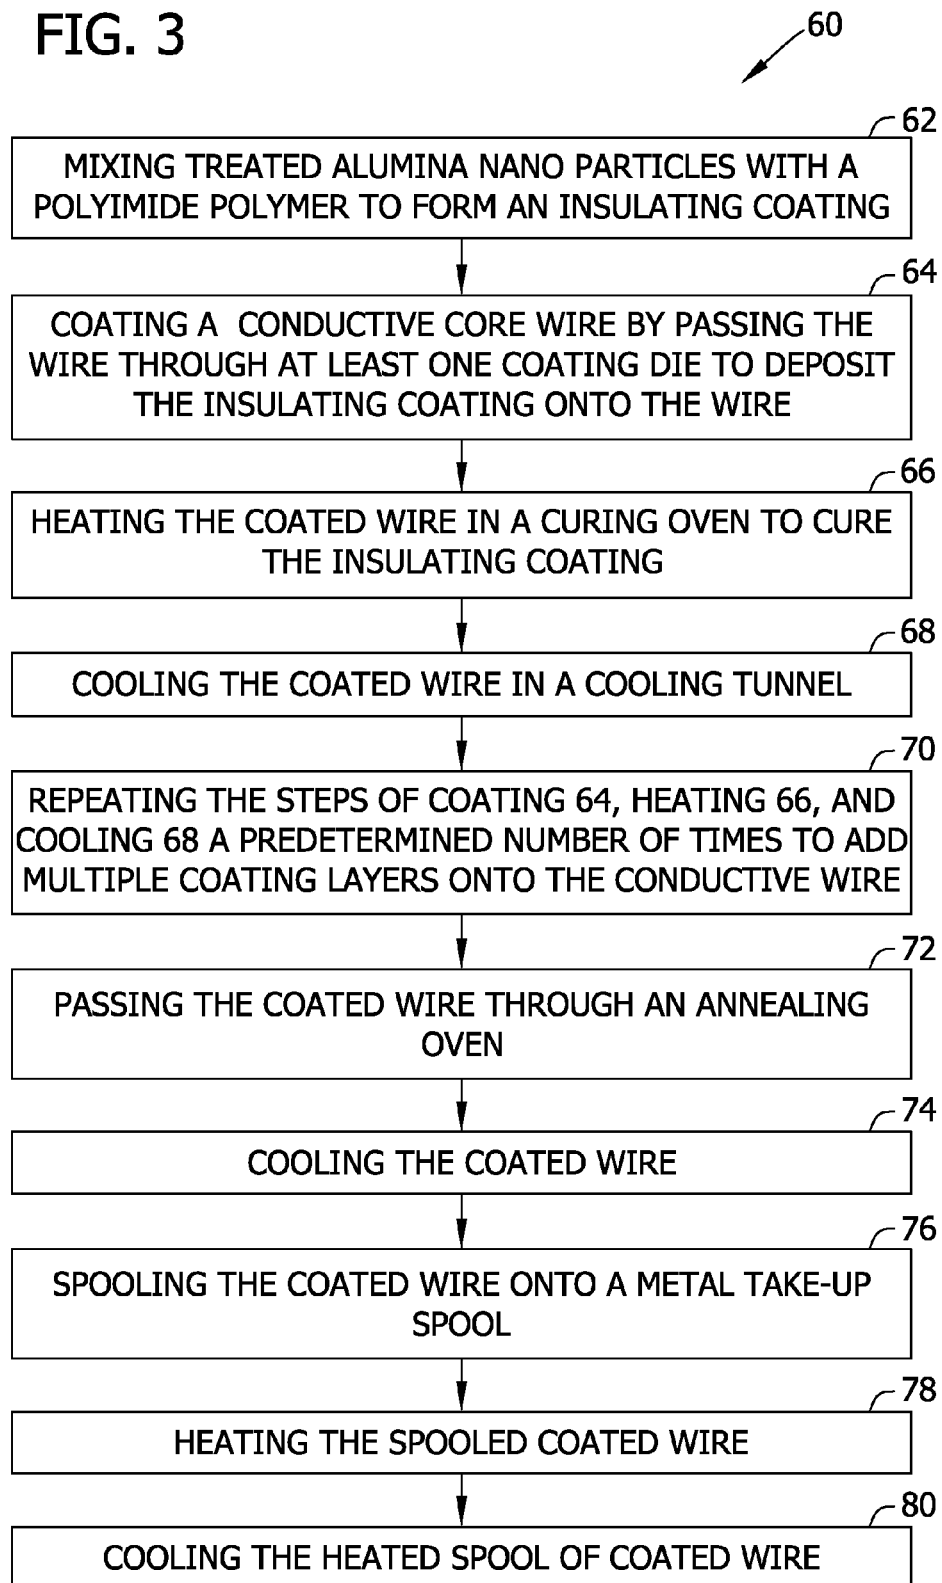 FIG. 3
60
62
MIXING TREATED ALUMINA NANO PARTICLES WITH A
POLYIMIDE POLYMER TO FORM AN INSULATING COATING
64
COATING A CONDUCTIVE CORE WIRE BY PASSING THE
WIRE THROUGH AT LEAST ONE COATING DIE TO DEPOSIT
THE INSULATING COATING ONTO THE WIRE
66
HEATING THE COATED WIRE IN A CURING OVEN TO CURE
THE INSULATING COATING
68
COOLING THE COATED WIRE IN A COOLING TUNNEL
70
REPEATING THE STEPS OF COATING 64, HEATING 66, AND
COOLING 68 A PREDETERMINED NUMBER OF TIMES TO ADD
MULTIPLE COATING LAYERS ONTO THE CONDUCTIVE WIRE
72
PASSING THE COATED WIRE THROUGH AN ANNEALING
OVEN
74
COOLING THE COATED WIRE
76
SPOOLING THE COATED WIRE ONTO A METAL TAKE-UP
SPOOL
78
HEATING THE SPOOLED COATED WIRE
80
COOLING THE HEATED SPOOL OF COATED WIRE